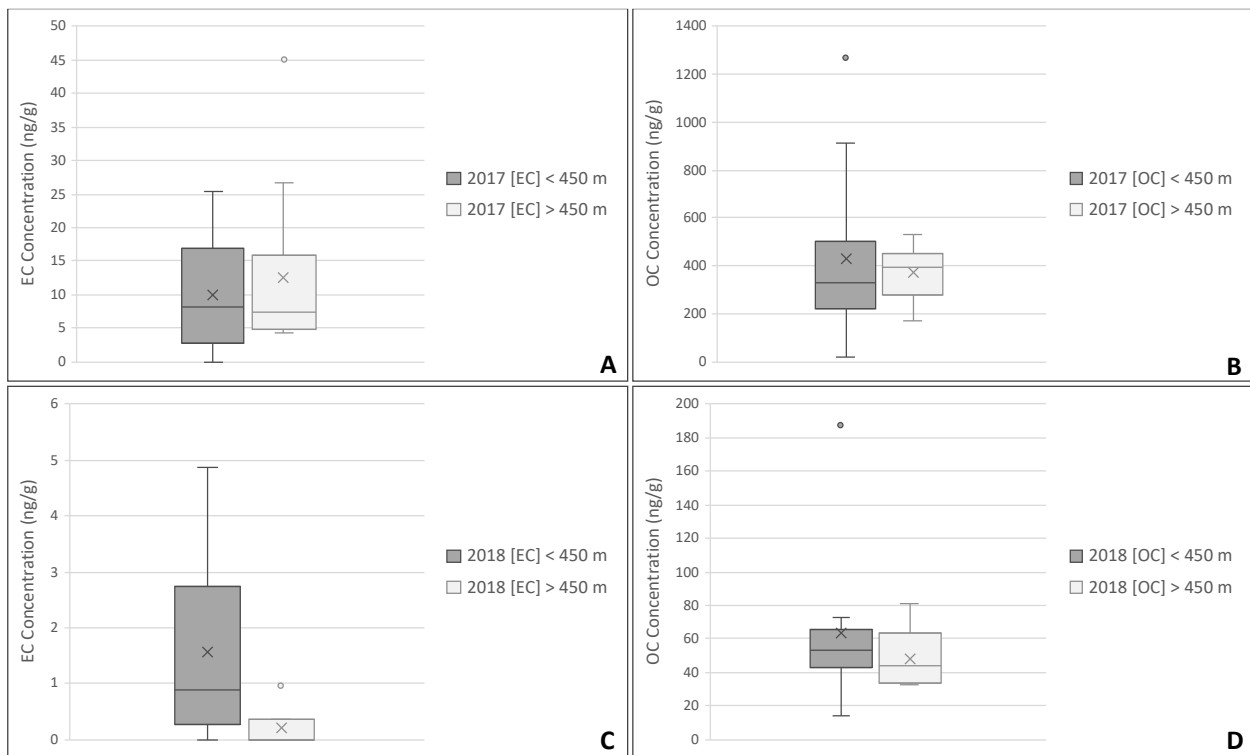 50
45
40
35
30
25
20
15
10
5
0
EC Concentration (ng/g)
2017 [EC] < 450 m
2017 [EC] > 450 m
A
1400
1200
1000
800
600
400
200
0
OC Concentration (ng/g)
2017 [OC] < 450 m
2017 [OC] > 450 m
B
6
5
4
3
2
1
0
EC Concentration (ng/g)
2018 [EC] < 450 m
2018 [EC] > 450 m
C
200
180
160
140
120
100
80
60
40
20
0
OC Concentration (ng/g)
2018 [OC] < 450 m
2018 [OC] > 450 m
D